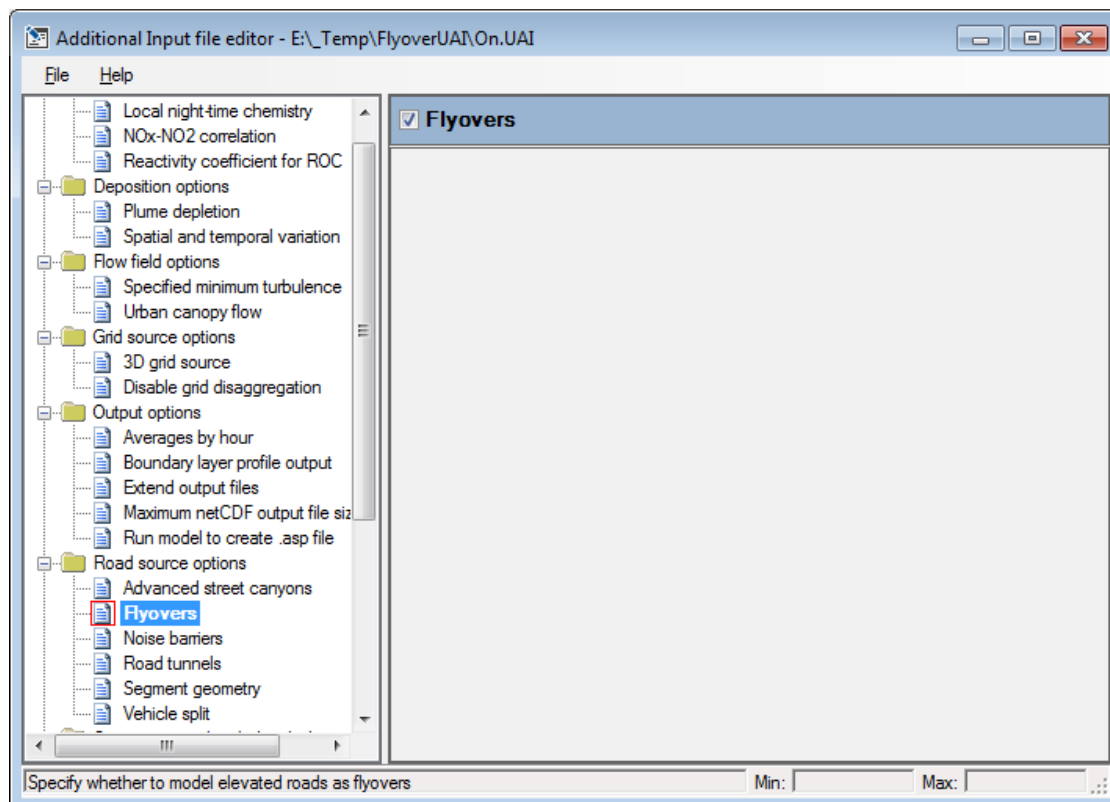 Additional Input file editor - E:\_Temp\FlyoverUAI\On.UAI
File Help
Local night-time chemistry
NOx-NO2 correlation
Reactivity coefficient for ROC
Deposition options
Plume depletion
Spatial and temporal variation
Flow field options
Specified minimum turbulence
Urban canopy flow
Grid source options
3D grid source
Disable grid disaggregation
Output options
Averages by hour
Boundary layer profile output
Extend output files
Maximum netCDF output file siz
Run model to create .asp file
Road source options
Advanced street canyons
Flyovers
Noise barriers
Road tunnels
Segment geometry
Vehicle split
Flyovers
Specify whether to model elevated roads as flyovers
Min:
Max: